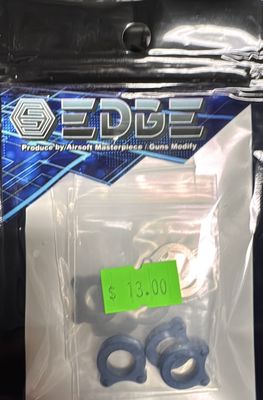 EDGE
Produce by/Airsoft Masterpiece / Guns Modify
$ 13.00